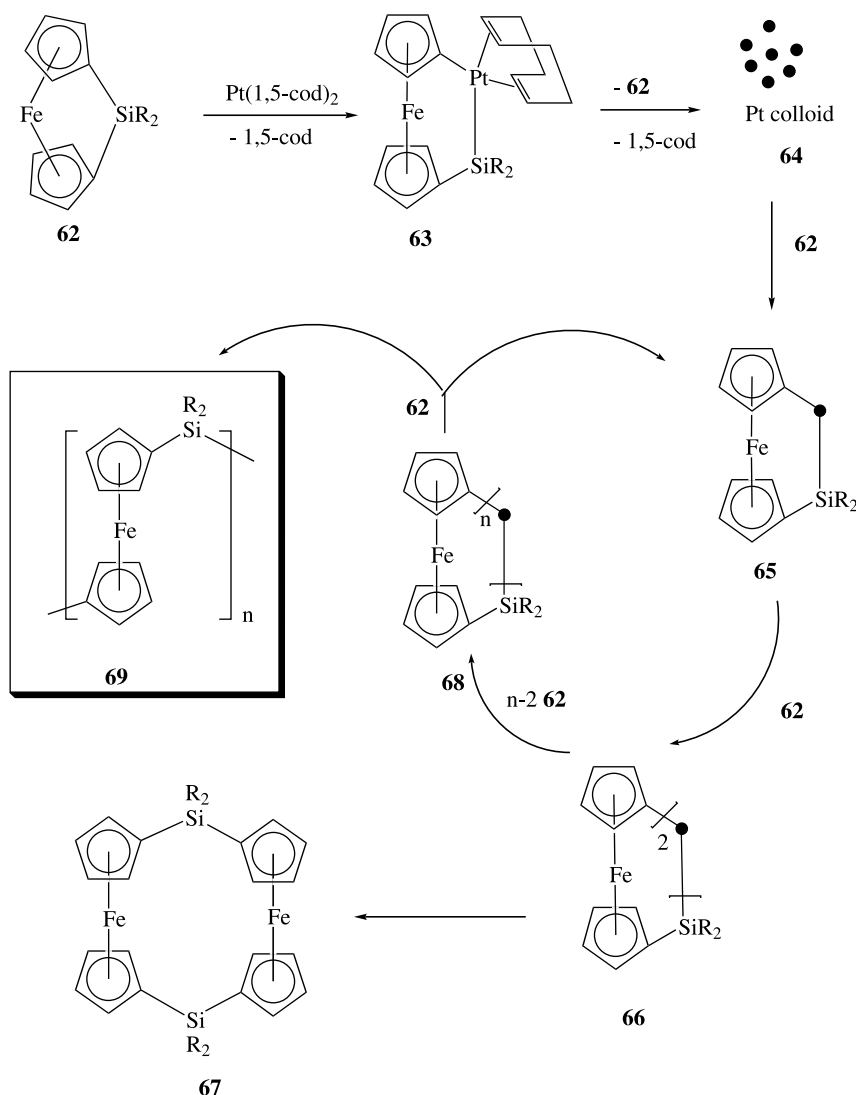 Fe
SiR2
62
Pt(1,5-cod)2
- 1,5-cod
Fe
Pt
SiR2
63
- 62
- 1,5-cod
Pt colloid
64
62
Fe
SiR2
65
62
62
Fe
n
SiR2
68
n-2 62
R2
Si
Fe
n
69
Fe
2
SiR2
66
R2
Si
Fe
Fe
Si
R2
67